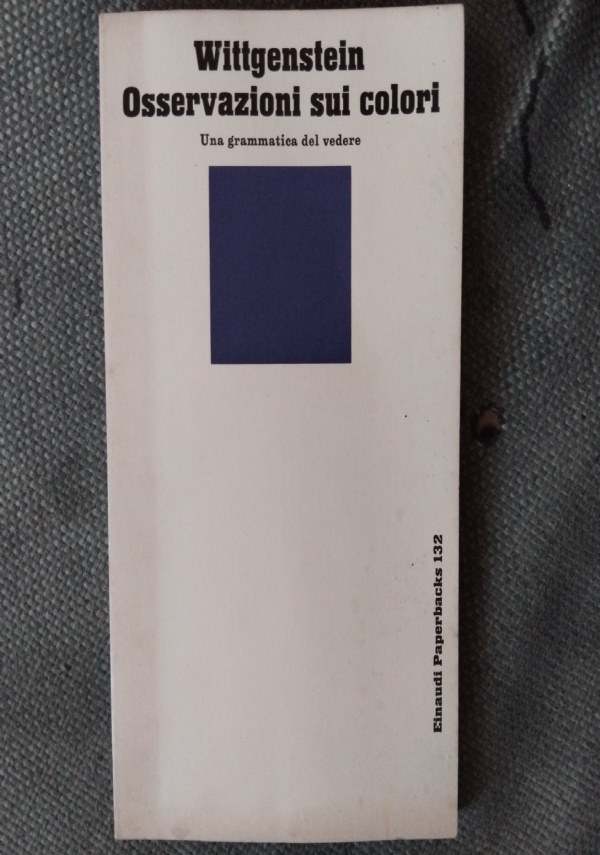 Wittgenstein
Osservazioni sui colori
Una grammatica del vedere
Einaudi Paperbacks 132